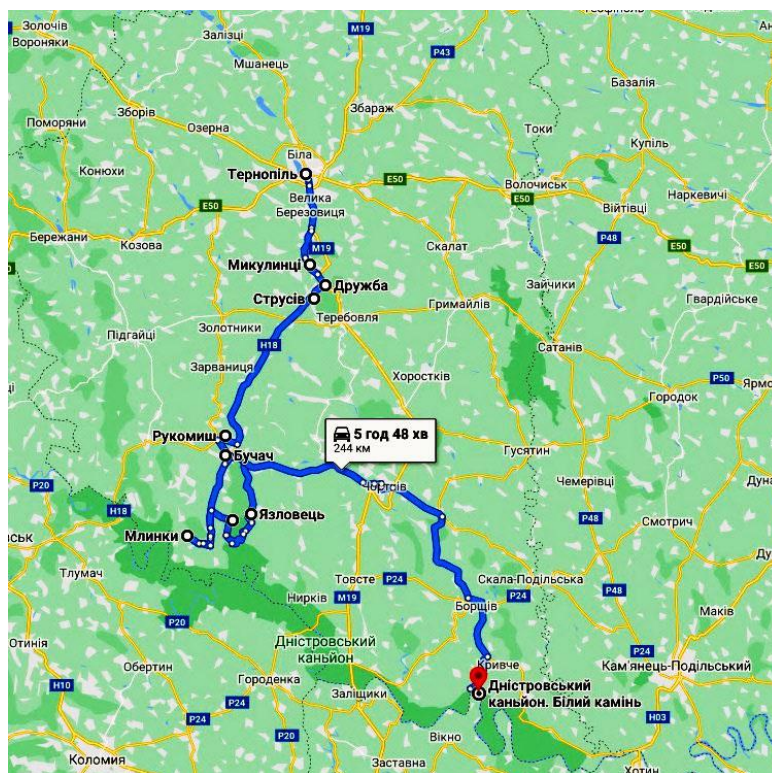 Золочів
Вороняки
Залізці
M19
Теофіполь
P43
Мшанець
Базалія
Збараж
Поморяни
Зборів
Озерна
Токи
Купіль
Біла
Конюхи
Тернопіль
E50
Волочиськ
E50
Наркевичі
Велика
Березовиця
E50
Війтівці
Бережани
Козова
M19
Скалат
P48
E50
Микулинці
Дружба
Зайчики
Струсів
Гримайлів
Гвардійське
Підгайці
Золотники
Теребовля
H18
Сатанів
Зарваниця
P50
Хоростків
Городок
Рукомиш
5 год 48 хв
244 км
Гусятин
Бучач
Чортків
Чемерівці
P20
H18
Язловець
P48
Смотрич
Млинки
Тлумач
Товсте
P24
Скала-Подільська
P48
Нирків
M19
P24
P20
Борщів
Маків
Отинія
Дністровський
каньйон
P24
Обертин
Кривче
Кам'янець-Подільський
H10
Городенка
Заліщики
Дністровський
каньйон. Білий камінь
P24
P24
P20
Вікно
H03
Коломия
Заставна
Хотин